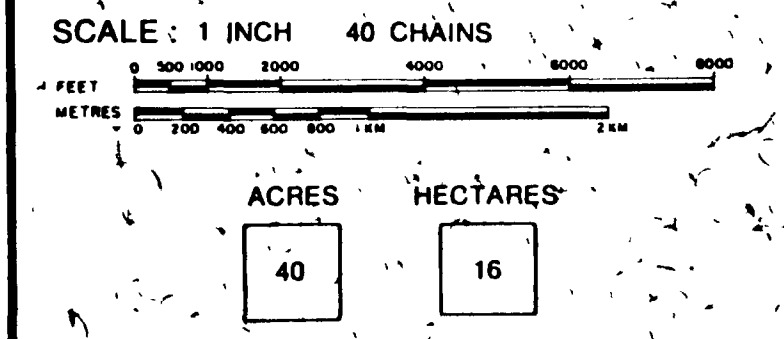 SCALE: 1 INCH 40 CHAINS
0 500 1000 2000 4000 6000 8000
FEET
METRES
0 200 400 600 800 1 KM 2 KM
ACRES HECTARES
40 16